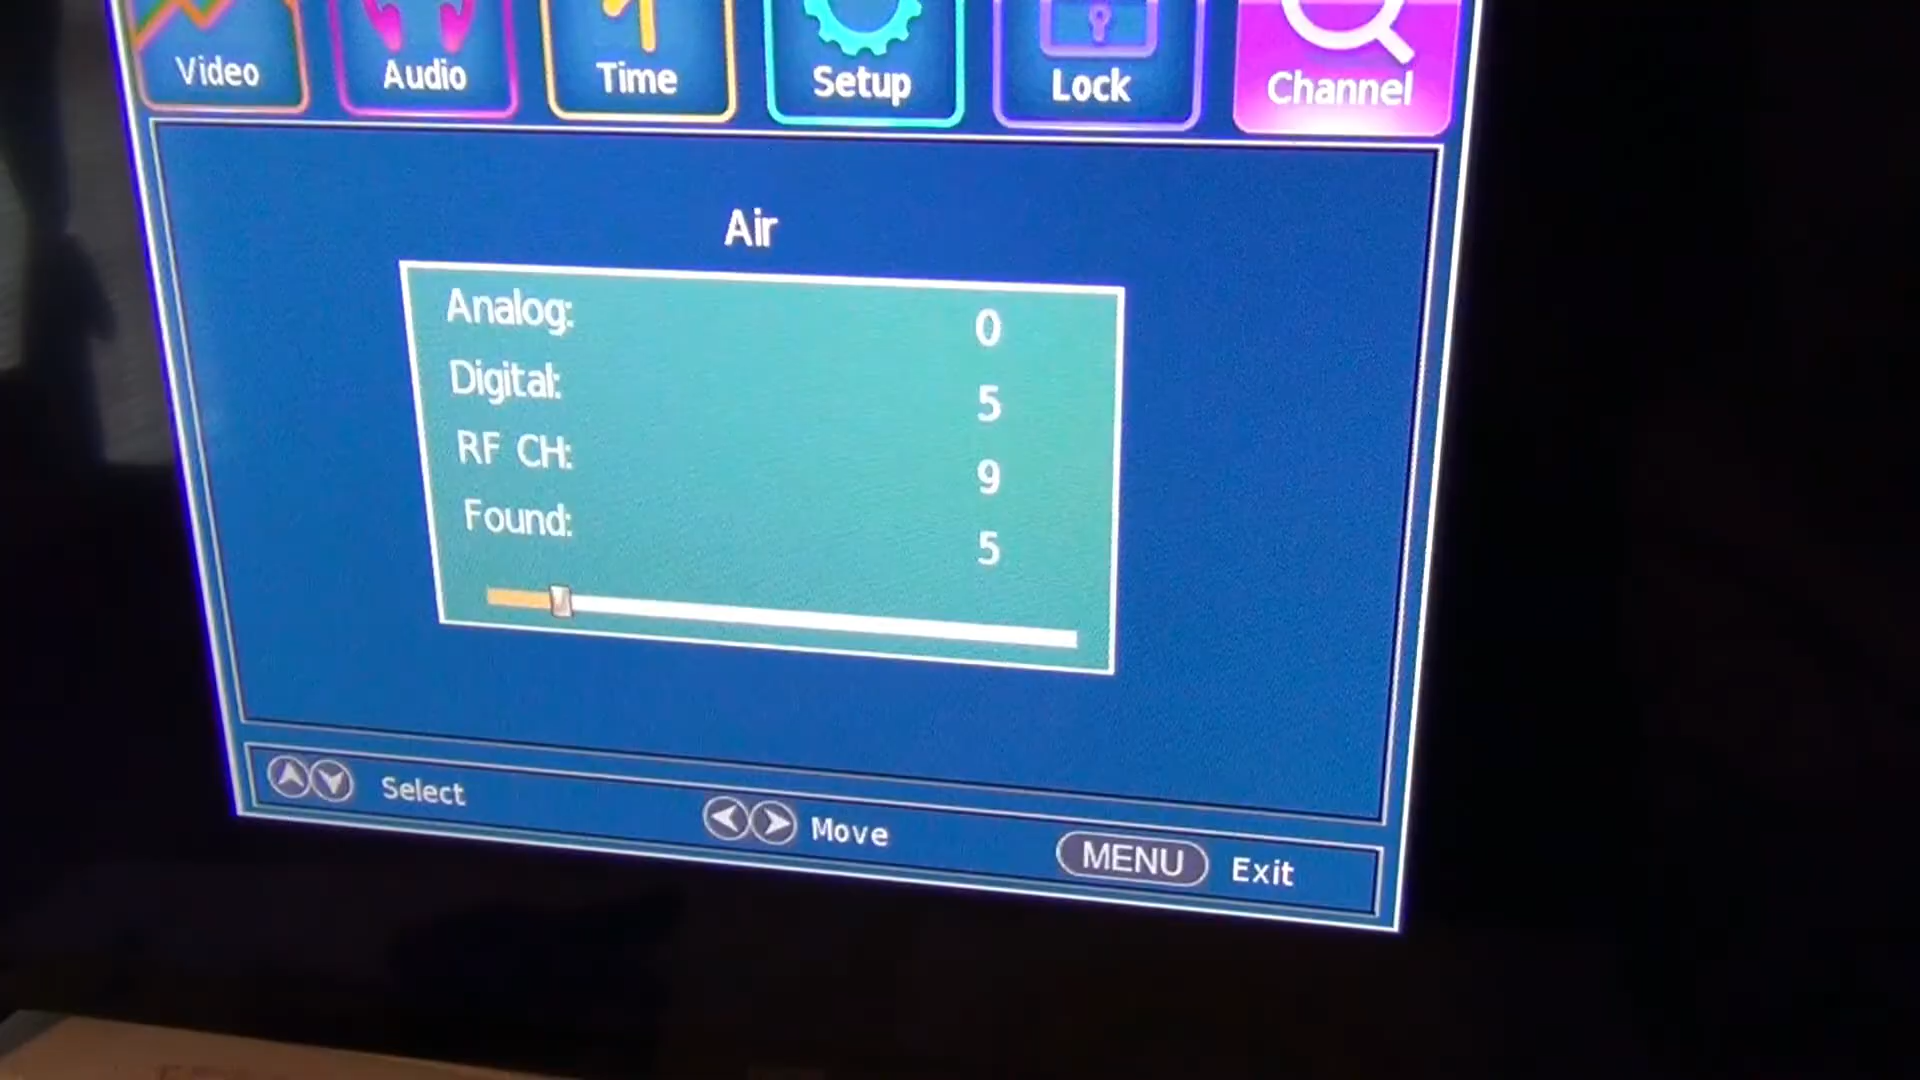 Video Audio Time Setup Lock Channel
Air
Analog: 0
Digital: 5
RF CH: 9
Found: 5
Select Move MENU Exit